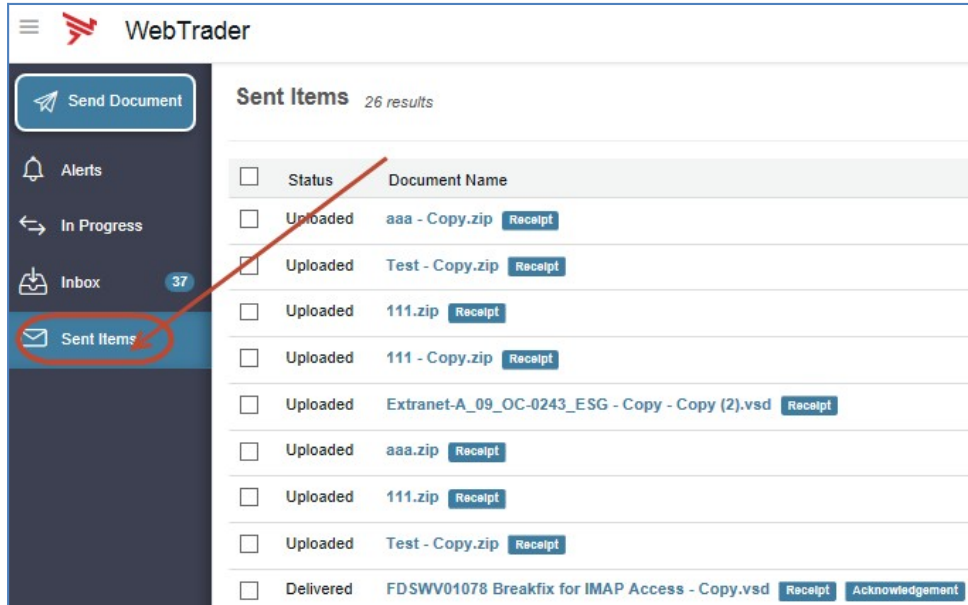 WebTrader
Send Document
Alerts
In Progress
Inbox 37
Sent Items
Sent Items 26 results
Status Document Name
Uploaded aaa - Copy.zip Receipt
Uploaded Test - Copy.zip Receipt
Uploaded 111.zip Receipt
Uploaded 111 - Copy.zip Receipt
Uploaded Extranet-A_09_OC-0243_ESG - Copy - Copy (2).vsd Receipt
Uploaded aaa.zip Receipt
Uploaded 111.zip Receipt
Uploaded Test - Copy.zip Receipt
Delivered FDSWV01078 Breakfix for IMAP Access - Copy.vsd Receipt Acknowledgement